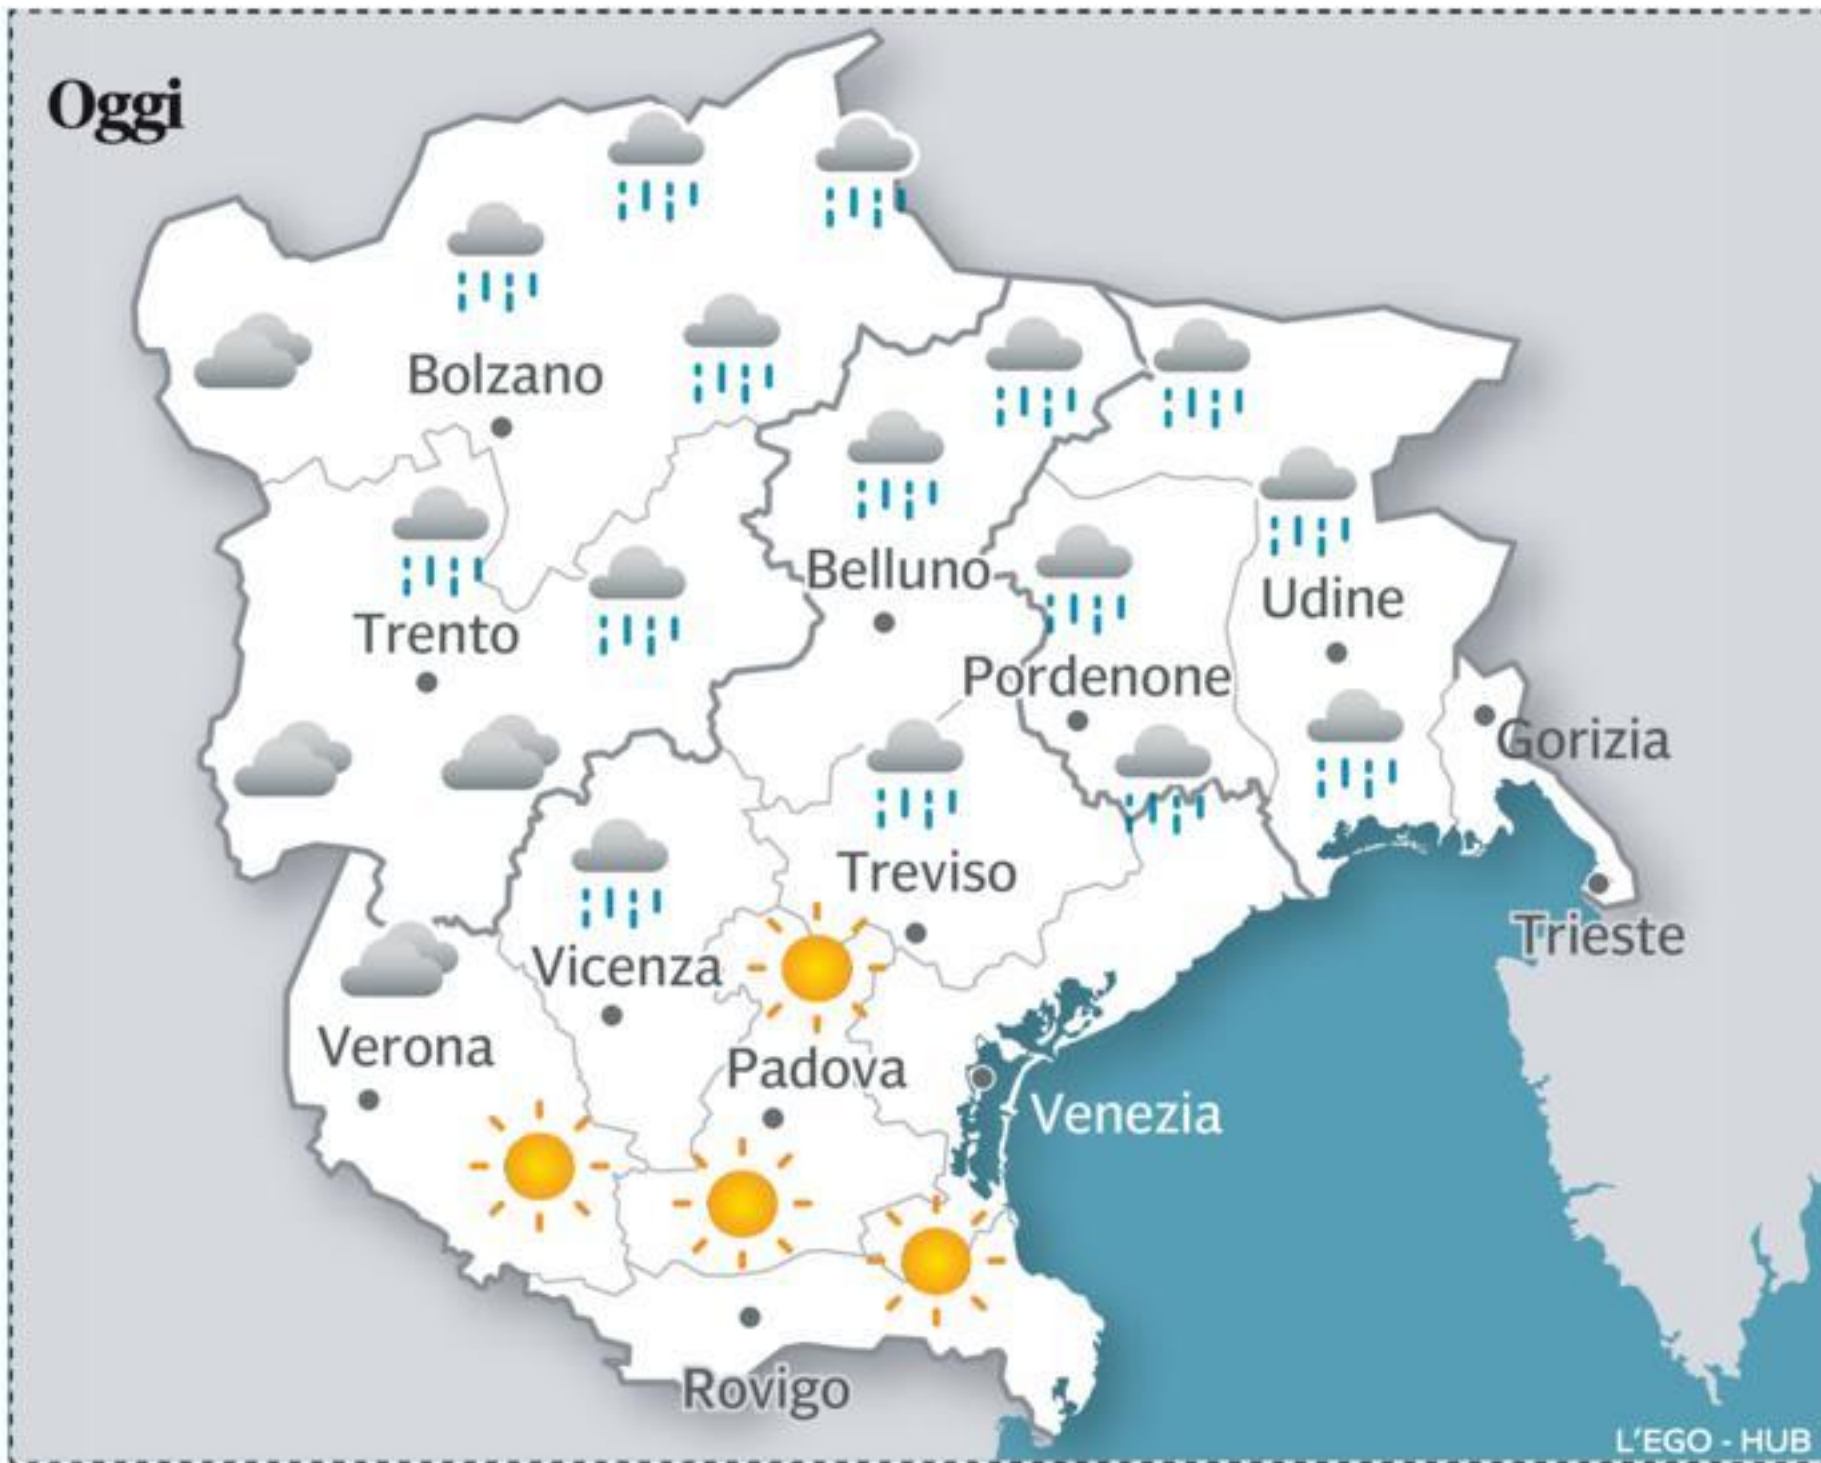 Oggi
Bolzano
Belluno
Udine
Trento
Pordenone
Gorizia
Treviso
Trieste
Vicenza
Verona
Padova
Venezia
Rovigo
L'EGO - HUB